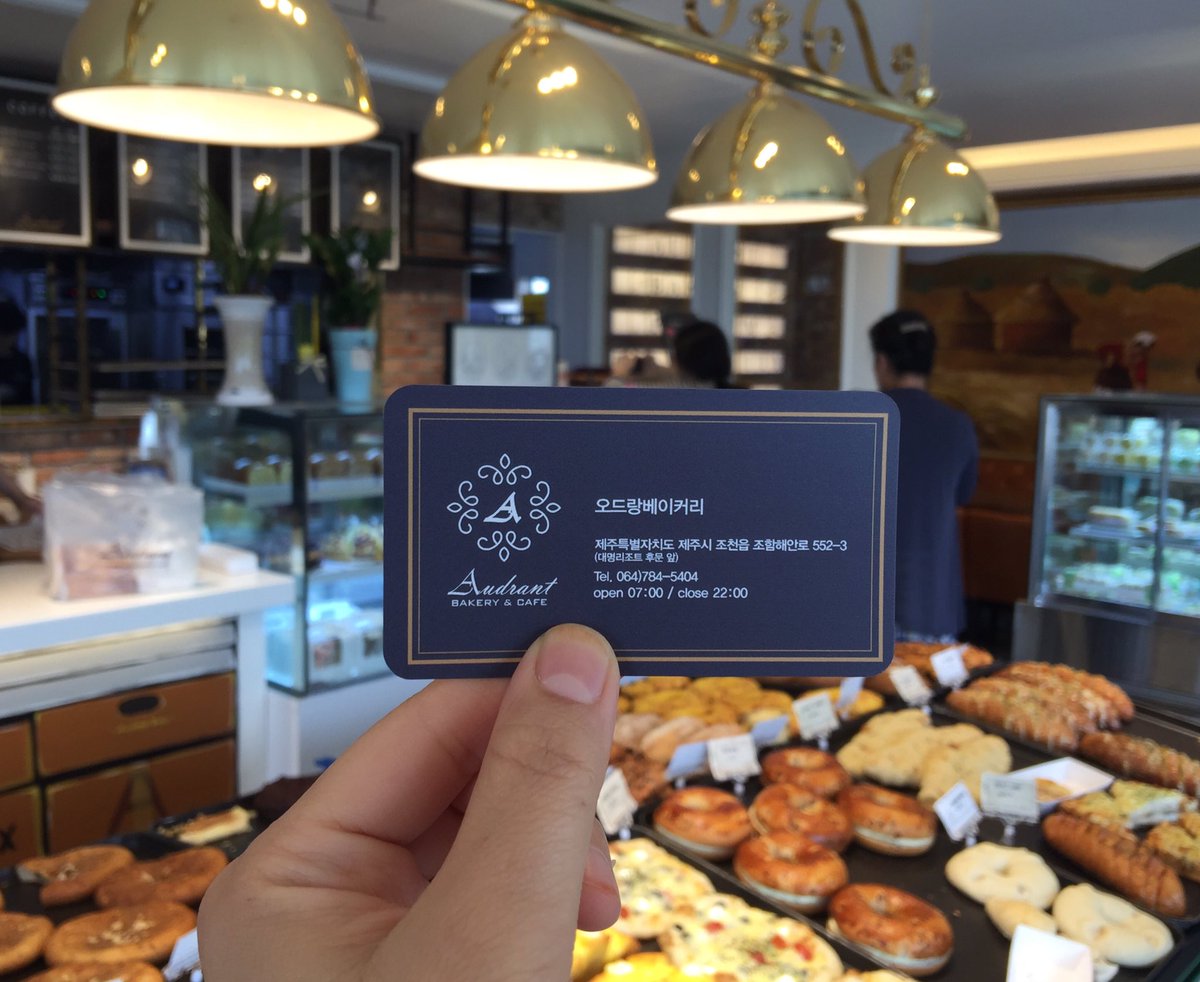 A
Audrant
BAKERY & CAFE
오드랑베이커리
제주특별자치도 제주시 조천읍 조함해안로 552-3
(대명리조트 후문 앞)
Tel. 064)784-5404
open 07:00 / close 22:00